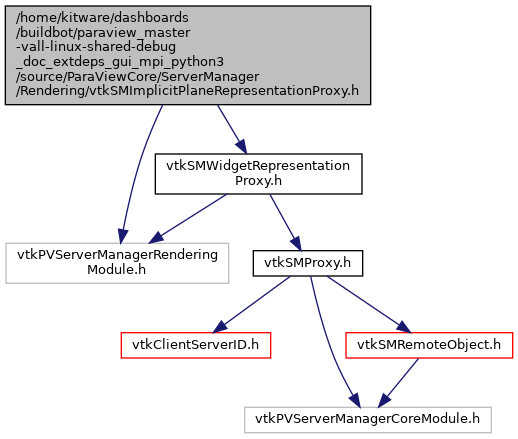 /home/kitware/dashboards
/buildbot/paraview_master
-vall-linux-shared-debug
_doc_extdeps_gui_mpi_python3
/source/ParaViewCore/ServerManager
/Rendering/vtkSMImplicitPlaneRepresentationProxy.h
vtkSMWidgetRepresentation
Proxy.h
vtkPVServerManagerRendering
Module.h
vtkSMProxy.h
vtkClientServerID.h
vtkSMRemoteObject.h
vtkPVServerManagerCoreModule.h